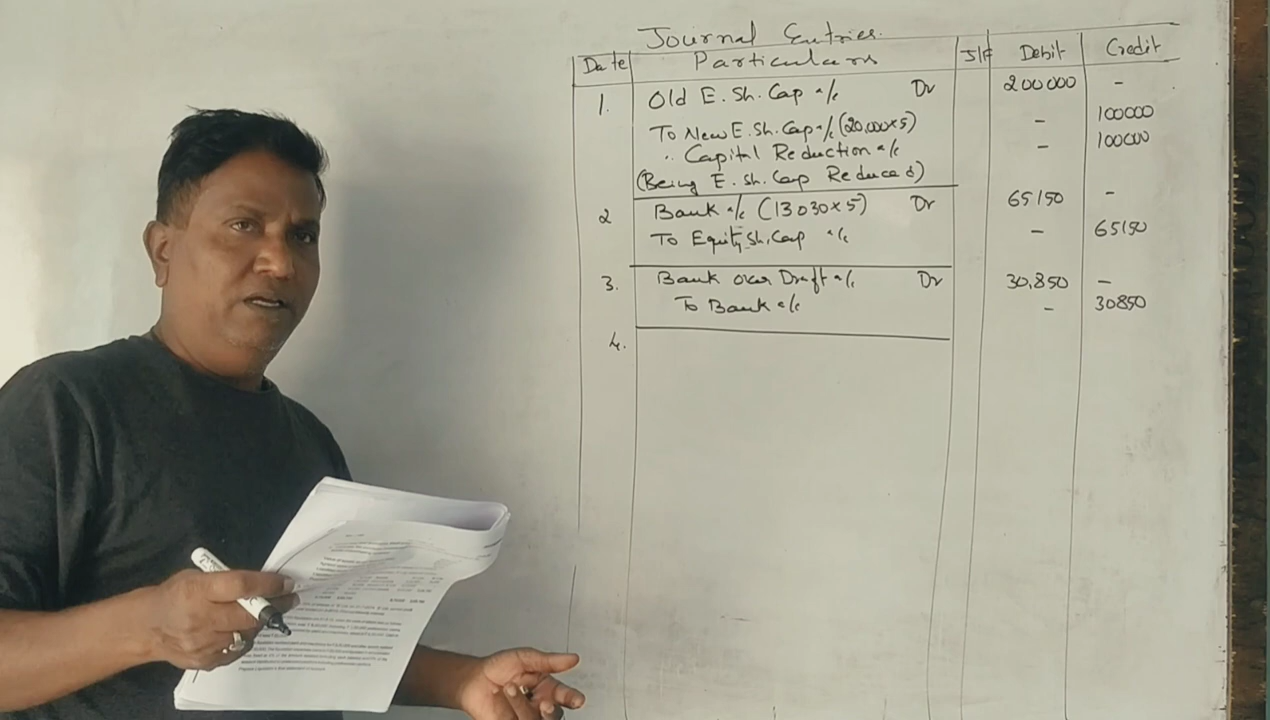 Journal Entries.
Date Particulars J/F Debit Credit
1. Old E. Sh. Cap a/c Dr 200000 -
To New E. Sh. Cap a/c (20,000×5) - 100000
" Capital Reduction a/c - 100000
(Being E. Sh. Cap Reduced)
2 Bank a/c (13030×5) Dr 65150 -
To Equity Sh. Cap a/c - 65150
3. Bank over Draft a/c Dr 30,850 -
To Bank a/c - 30850
4.